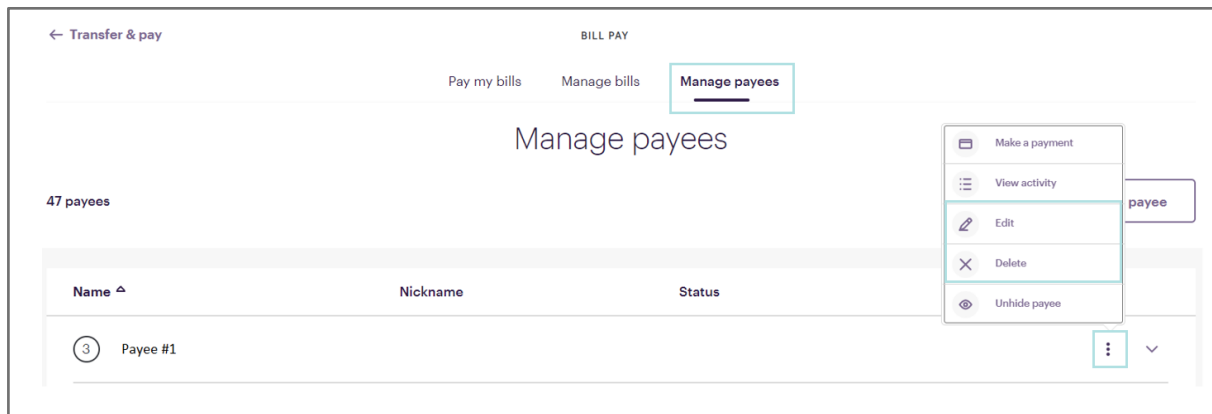 ← Transfer & pay
BILL PAY
Pay my bills
Manage bills
Manage payees
Manage payees
47 payees
payee
Make a payment
View activity
Edit
Delete
Unhide payee
Name
Nickname
Status
3
Payee #1